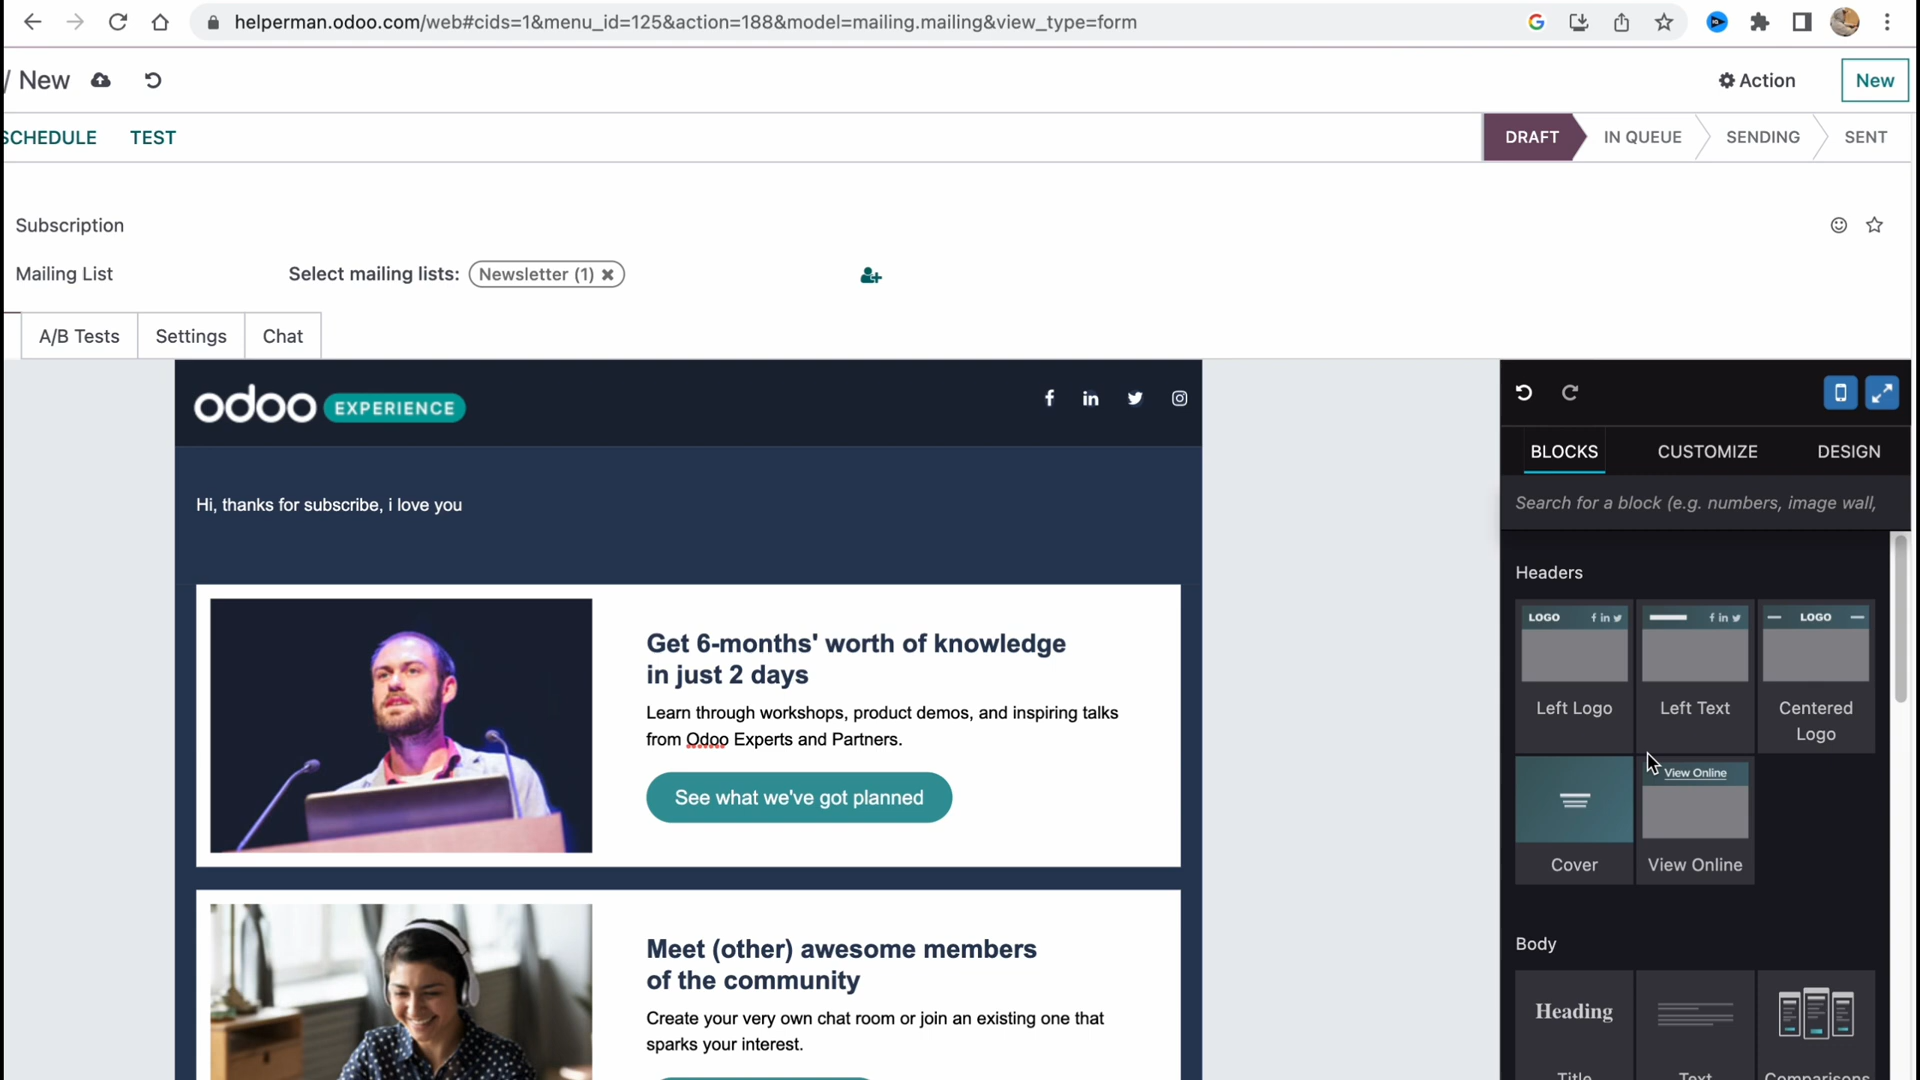 helperman.odoo.com/web#cids=1&menu_id=125&action=188&model=mailing.mailing&view_type=form
/ New
Action
New
SCHEDULE
TEST
DRAFT
IN QUEUE
SENDING
SENT
Subscription
Mailing List
Select mailing lists:
Newsletter (1) ×
A/B Tests
Settings
Chat
odoo EXPERIENCE
BLOCKS
CUSTOMIZE
DESIGN
Search for a block (e.g. numbers, image wall,
Hi, thanks for subscribe, i love you
Get 6-months' worth of knowledge
in just 2 days
Learn through workshops, product demos, and inspiring talks
from Odoo Experts and Partners.
See what we've got planned
Meet (other) awesome members
of the community
Create your very own chat room or join an existing one that
sparks your interest.
Headers
LOGO
LOGO
Left Logo
Left Text
Centered
Logo
View Online
Cover
View Online
Body
Heading
Title
Text
Comparisons